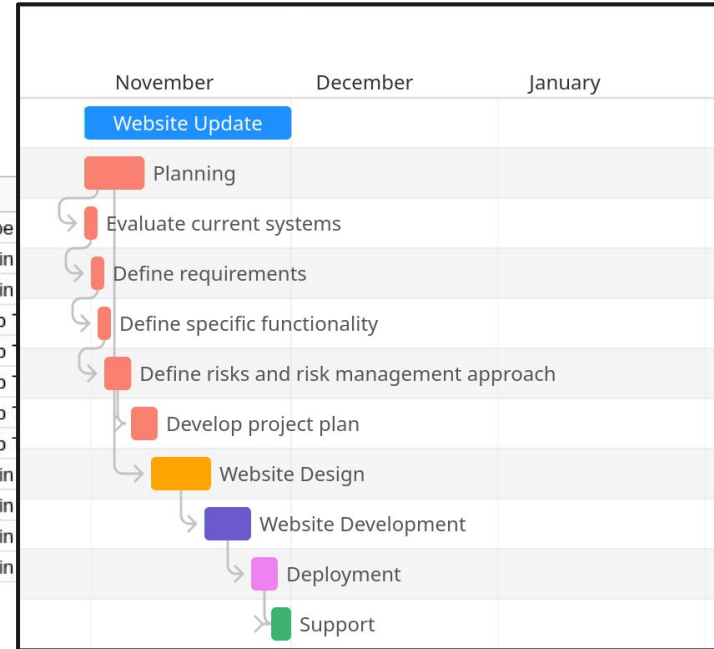 November December January
Website Update
Planning
Evaluate current systems
Define requirements
Define specific functionality
Define risks and risk management approach
Develop project plan
Website Design
Website Development
Deployment
Support